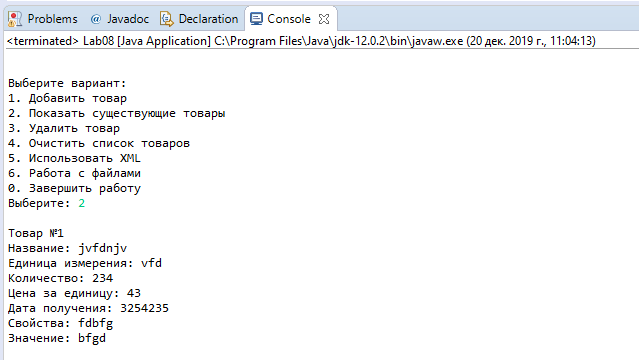 Problems @ Javadoc Declaration Console
<terminated> Lab08 [Java Application] C:\Program Files\Java\jdk-12.0.2\bin\javaw.exe (20 дек. 2019 г., 11:04:13)
Выберите вариант:
1. Добавить товар
2. Показать существующие товары
3. Удалить товар
4. Очистить список товаров
5. Использовать XML
6. Работа с файлами
0. Завершить работу
Выберите: 2
Товар №1
Название: jvfdnjv
Единица измерения: vfd
Количество: 234
Цена за единицу: 43
Дата получения: 3254235
Свойства: fdbfg
Значение: bfgd